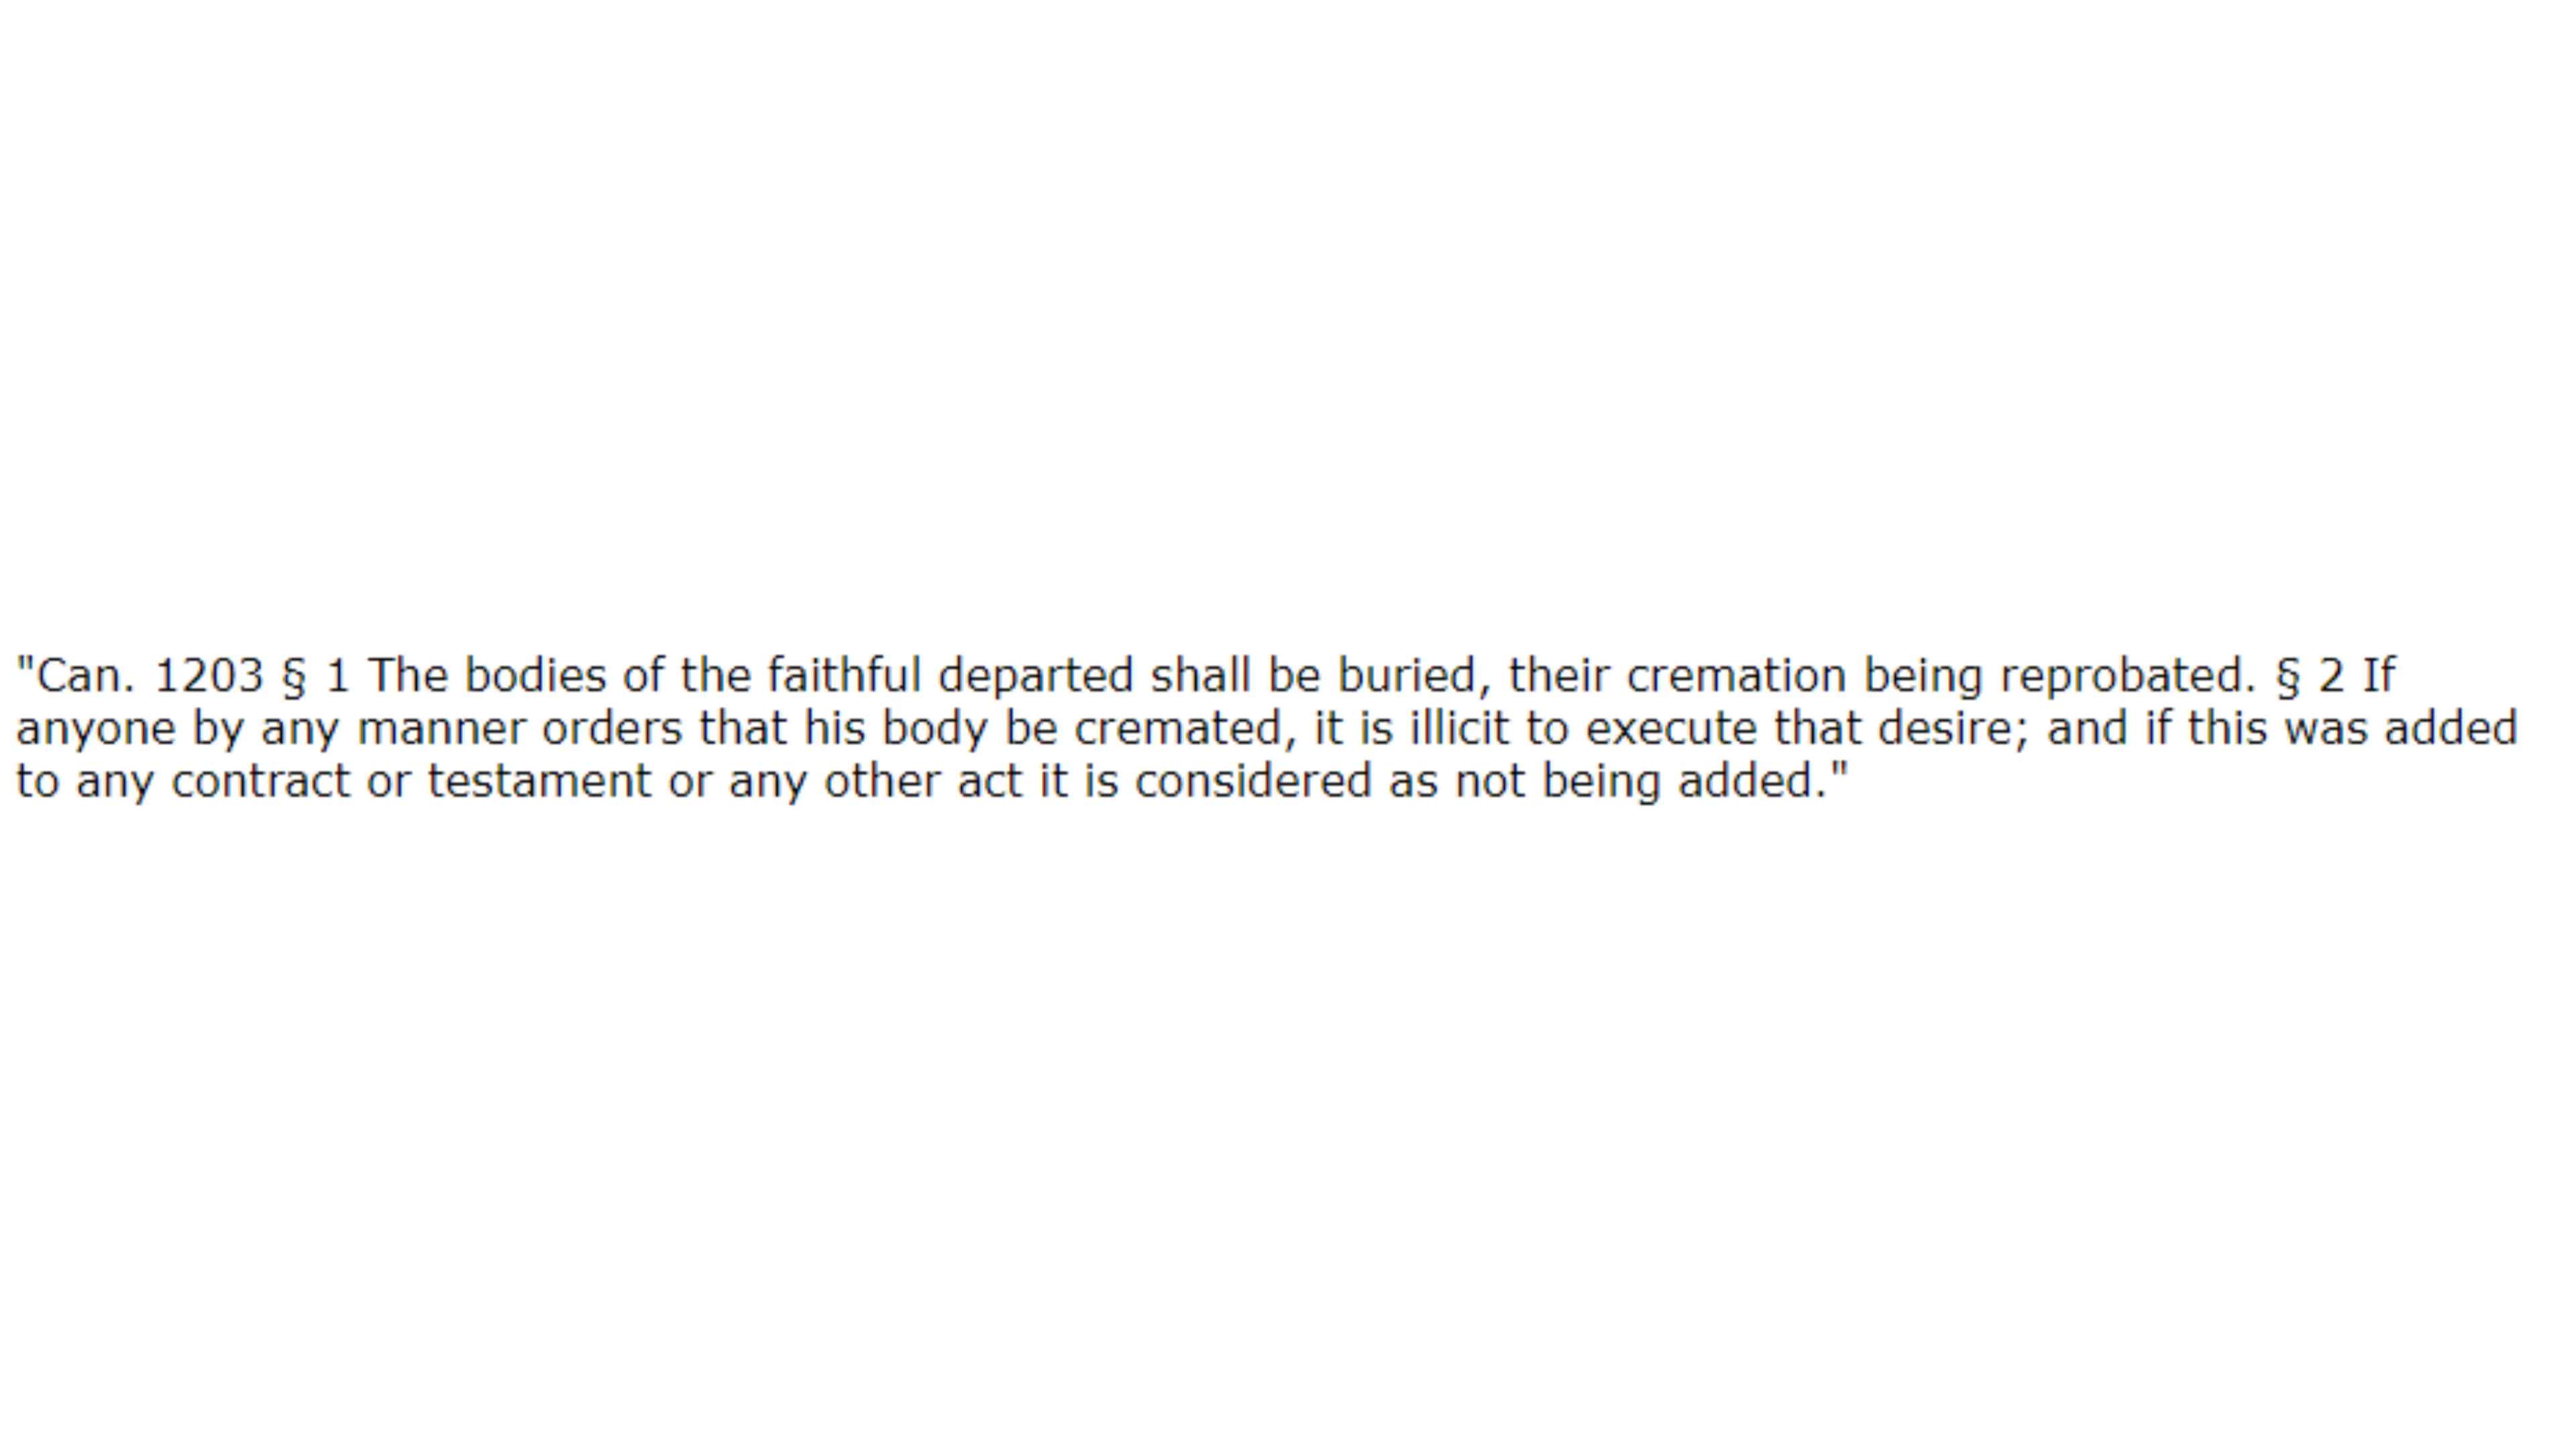 "Can. 1203 § 1 The bodies of the faithful departed shall be buried, their cremation being reprobated. § 2 If
anyone by any manner orders that his body be cremated, it is illicit to execute that desire; and if this was added
to any contract or testament or any other act it is considered as not being added."